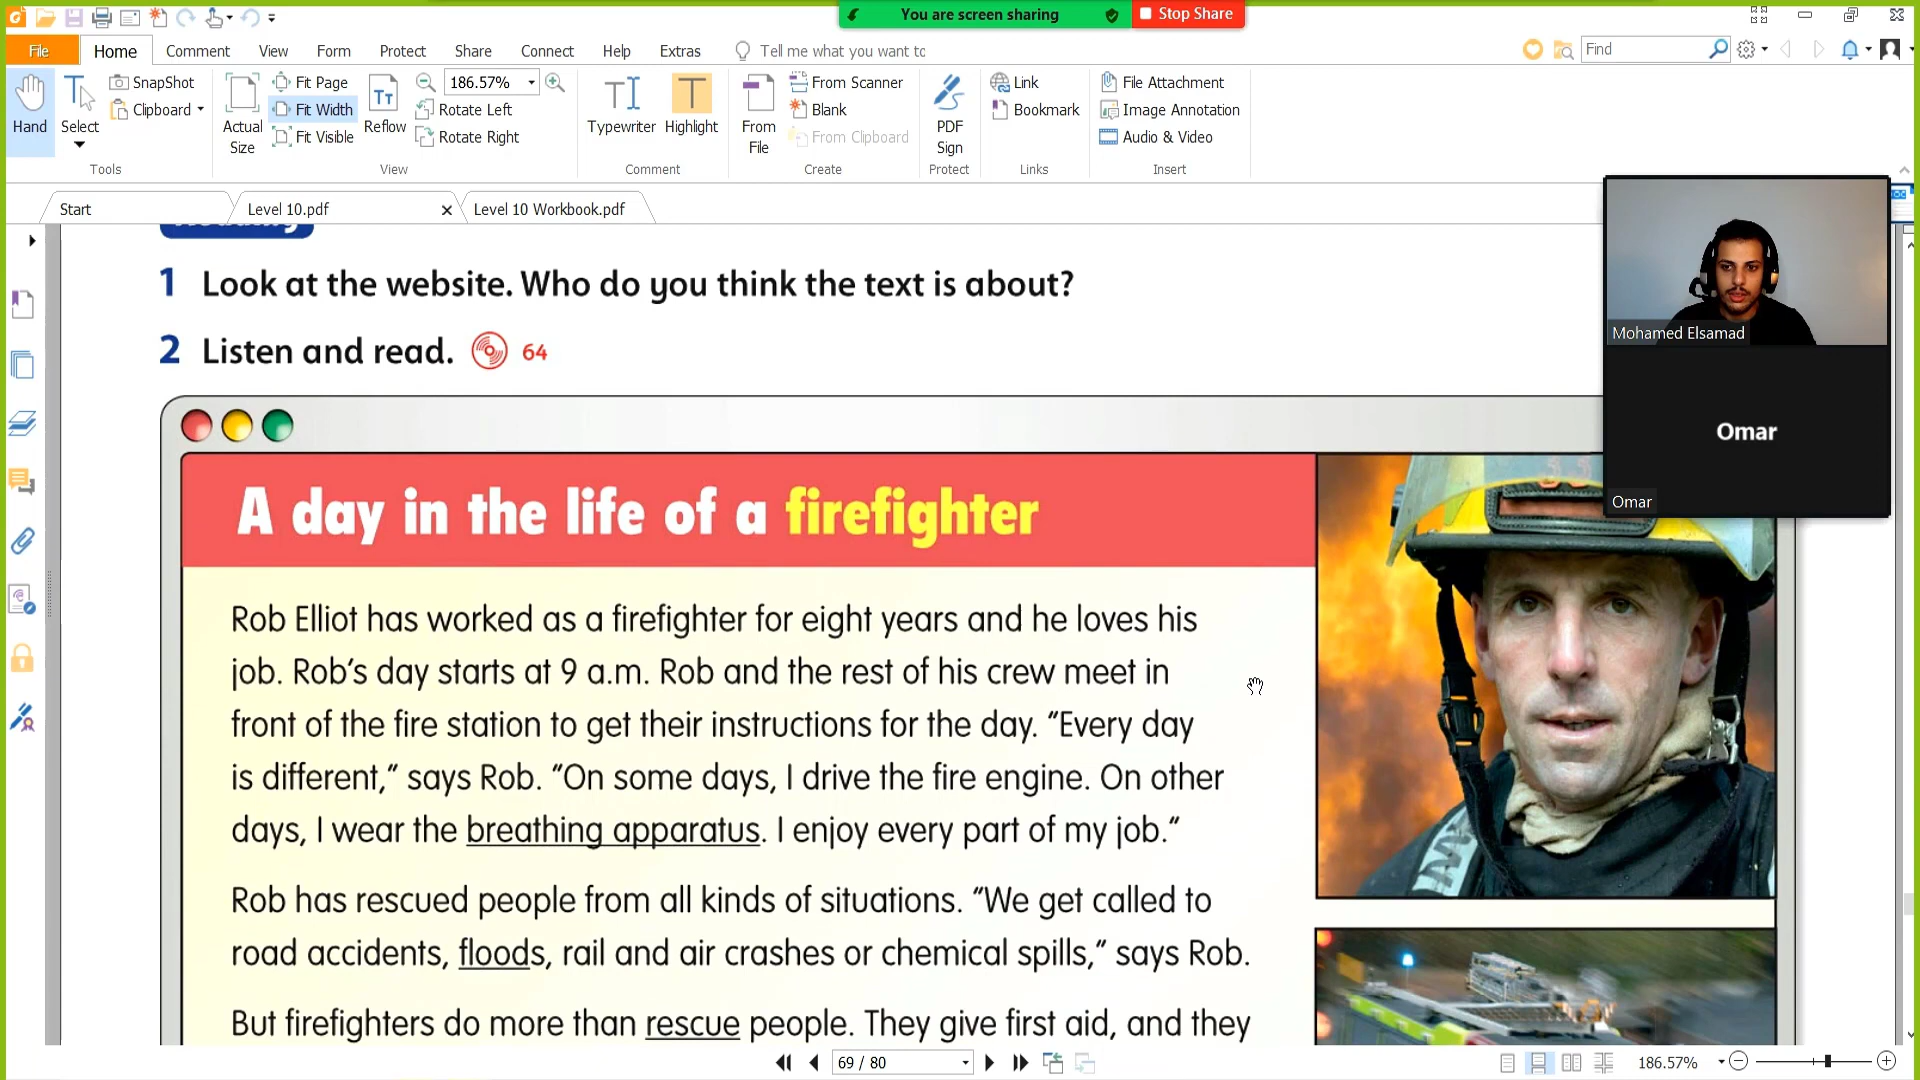 You are screen sharing
Stop Share
File
Home
Comment
View
Form
Protect
Share
Connect
Help
Extras
Tell me what you want to
Find
Hand
Select
SnapShot
Clipboard
Tools
Actual Size
Fit Page
Fit Width
Fit Visible
Reflow
186.57%
Rotate Left
Rotate Right
View
Typewriter
Highlight
Comment
From File
From Scanner
Blank
From Clipboard
Create
PDF Sign
Protect
Link
Bookmark
Links
File Attachment
Image Annotation
Audio & Video
Insert
Start
Level 10.pdf
Level 10 Workbook.pdf
Mohamed Elsamad
Omar
Omar
1 Look at the website. Who do you think the text is about?
2 Listen and read. 64
A day in the life of a firefighter
Rob Elliot has worked as a firefighter for eight years and he loves his
job. Rob's day starts at 9 a.m. Rob and the rest of his crew meet in
front of the fire station to get their instructions for the day. "Every day
is different," says Rob. "On some days, I drive the fire engine. On other
days, I wear the breathing apparatus. I enjoy every part of my job."
Rob has rescued people from all kinds of situations. "We get called to
road accidents, floods, rail and air crashes or chemical spills," says Rob.
But firefighters do more than rescue people. They give first aid, and they
69 / 80
186.57%